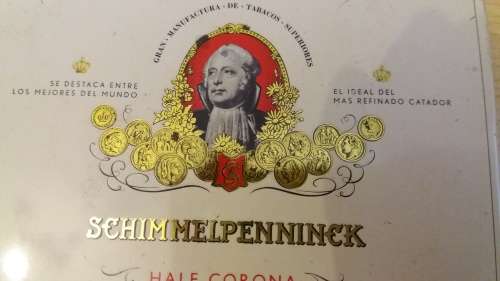 GRAN · MANUFACTURA · DE · TABACOS · SUPERIORES
SE DESTACA ENTRE
LOS MEJORES DEL MUNDO
EL IDEAL DEL
MAS REFINADO CATADOR
SCHIMMELPENNINCK
HALF CORONA